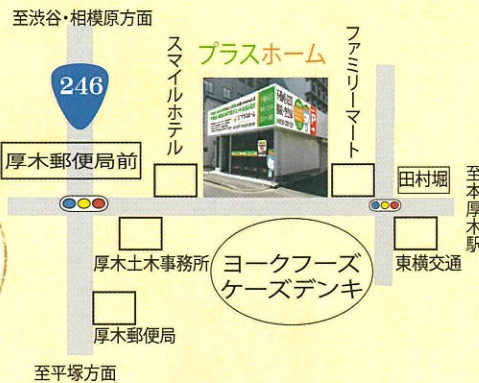 至渋谷・相模原方面
246
厚木郵便局前
スマイルホテル
プラスホーム
ファミリーマート
田村堀
至本厚木駅
厚木土木事務所
ヨークフーズ
ケーズデンキ
東横交通
厚木郵便局
至平塚方面